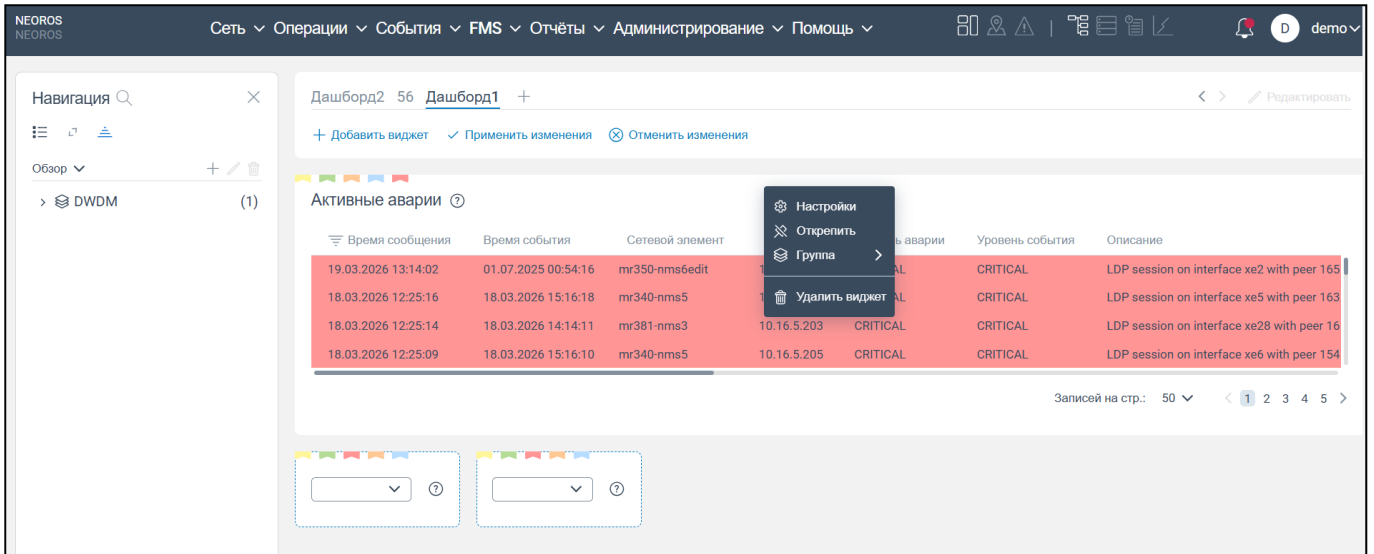 NEOROS
NEOROS
Сеть Операции События FMS Отчёты Администрирование Помощь
D demo
Навигация
Обзор
DWDM (1)
Дашборд2 56 Дашборд1 +
Редактировать
+ Добавить виджет Применить изменения Отменить изменения
Активные аварии ?
Настройки
Открепить
Группа
Удалить виджет
Время сообщения Время события Сетевой элемент ь аварии Уровень события Описание
19.03.2026 13:14:02 01.07.2025 00:54:16 mr350-nms6edit 1 AL CRITICAL LDP session on interface xe2 with peer 165
18.03.2026 12:25:16 18.03.2026 15:16:18 mr340-nms5 1 AL CRITICAL LDP session on interface xe5 with peer 163
18.03.2026 12:25:14 18.03.2026 14:14:11 mr381-nms3 10.16.5.203 CRITICAL CRITICAL LDP session on interface xe28 with peer 16
18.03.2026 12:25:09 18.03.2026 15:16:10 mr340-nms5 10.16.5.205 CRITICAL CRITICAL LDP session on interface xe6 with peer 154
Записей на стр.: 50 < 1 2 3 4 5 >
? ?